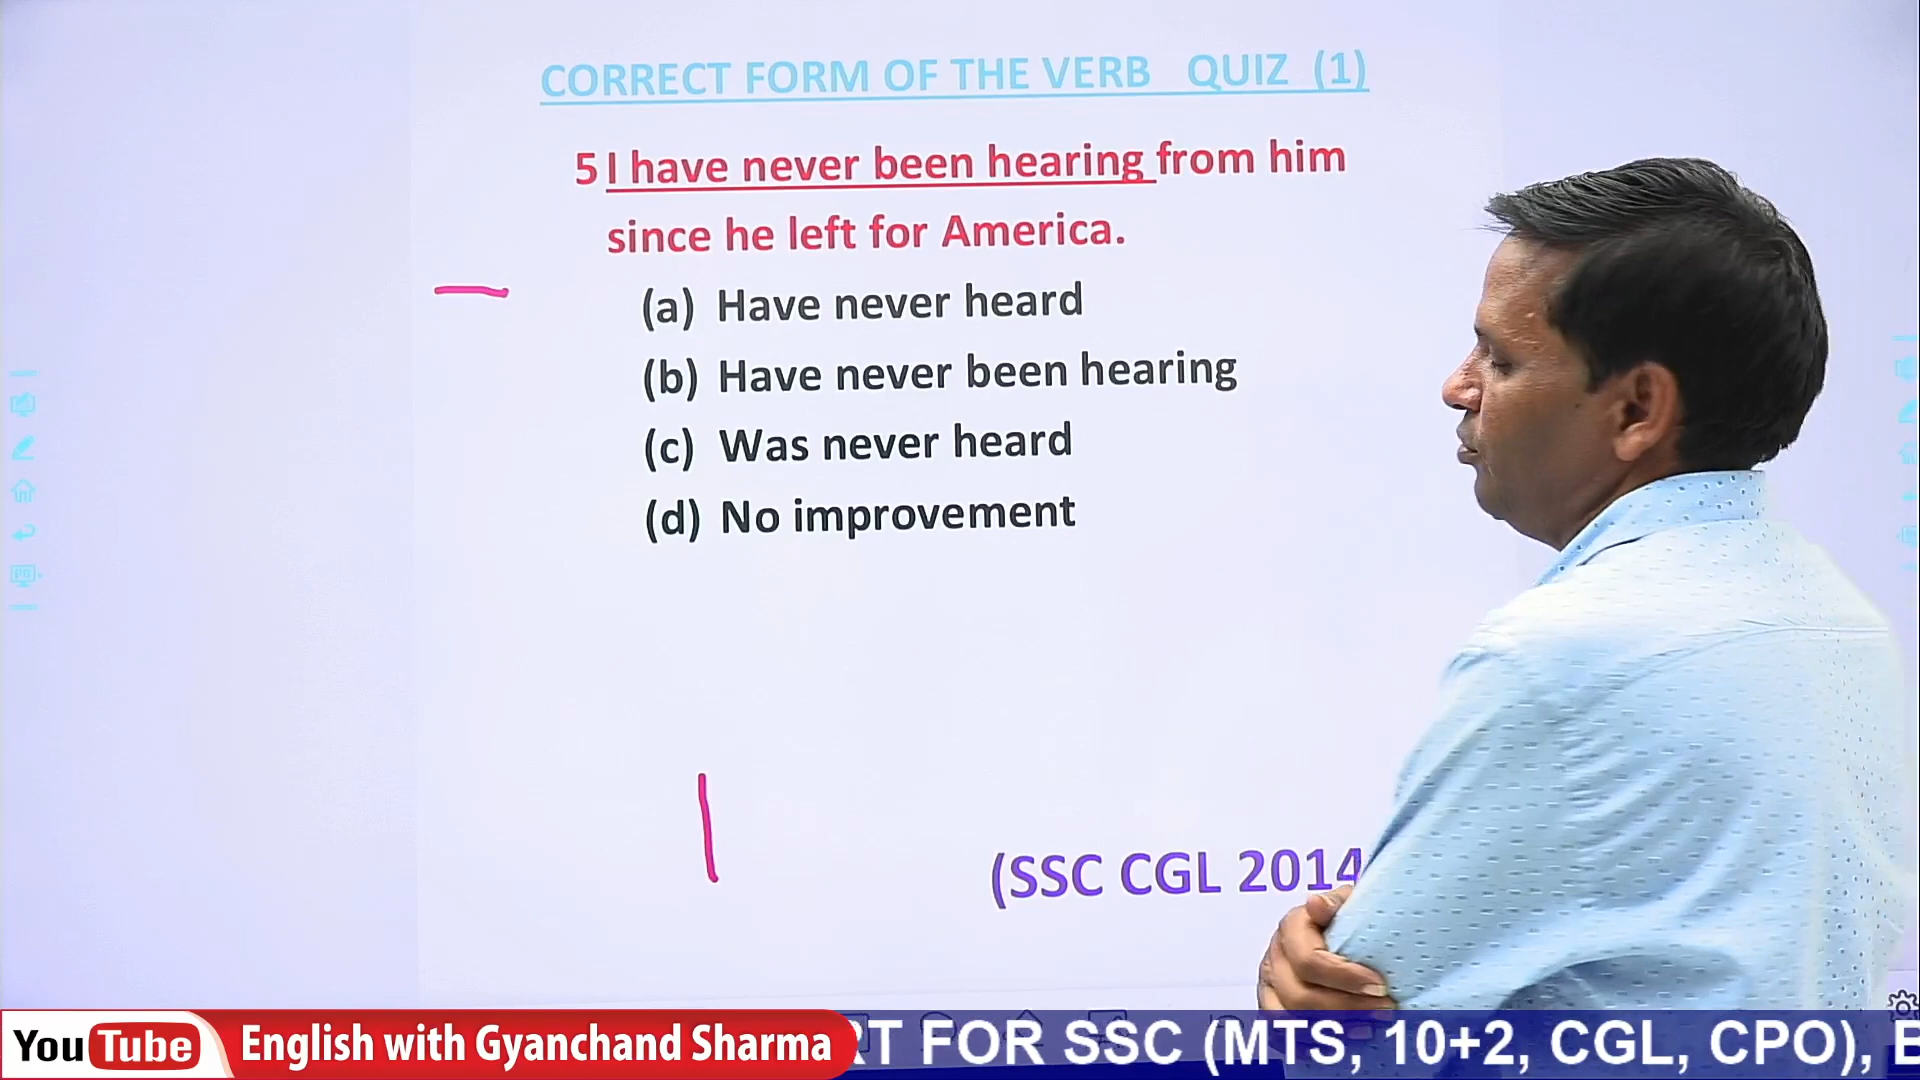 CORRECT FORM OF THE VERB QUIZ (1)
5 I have never been hearing from him
since he left for America.
(a) Have never heard
(b) Have never been hearing
(c) Was never heard
(d) No improvement
(SSC CGL 2014
YouTube English with Gyanchand Sharma RT FOR SSC (MTS, 10+2, CGL, CPO), B